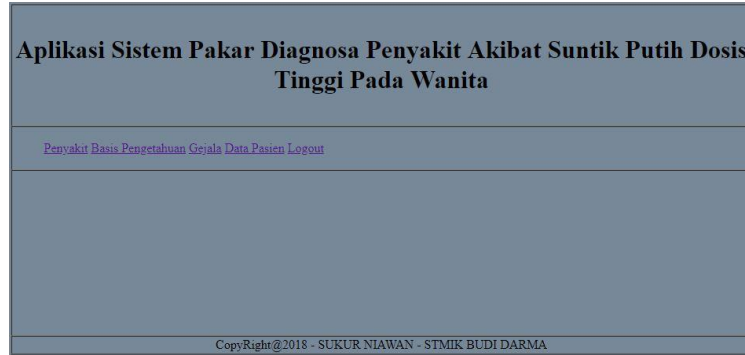 Aplikasi Sistem Pakar Diagnosa Penyakit Akibat Suntik Putih Dosis
Tinggi Pada Wanita
Penyakit Basis Pengetahuan Gejala Data Pasien Logout
CopyRight@2018 - SUKUR NIAWAN - STMIK BUDI DARMA